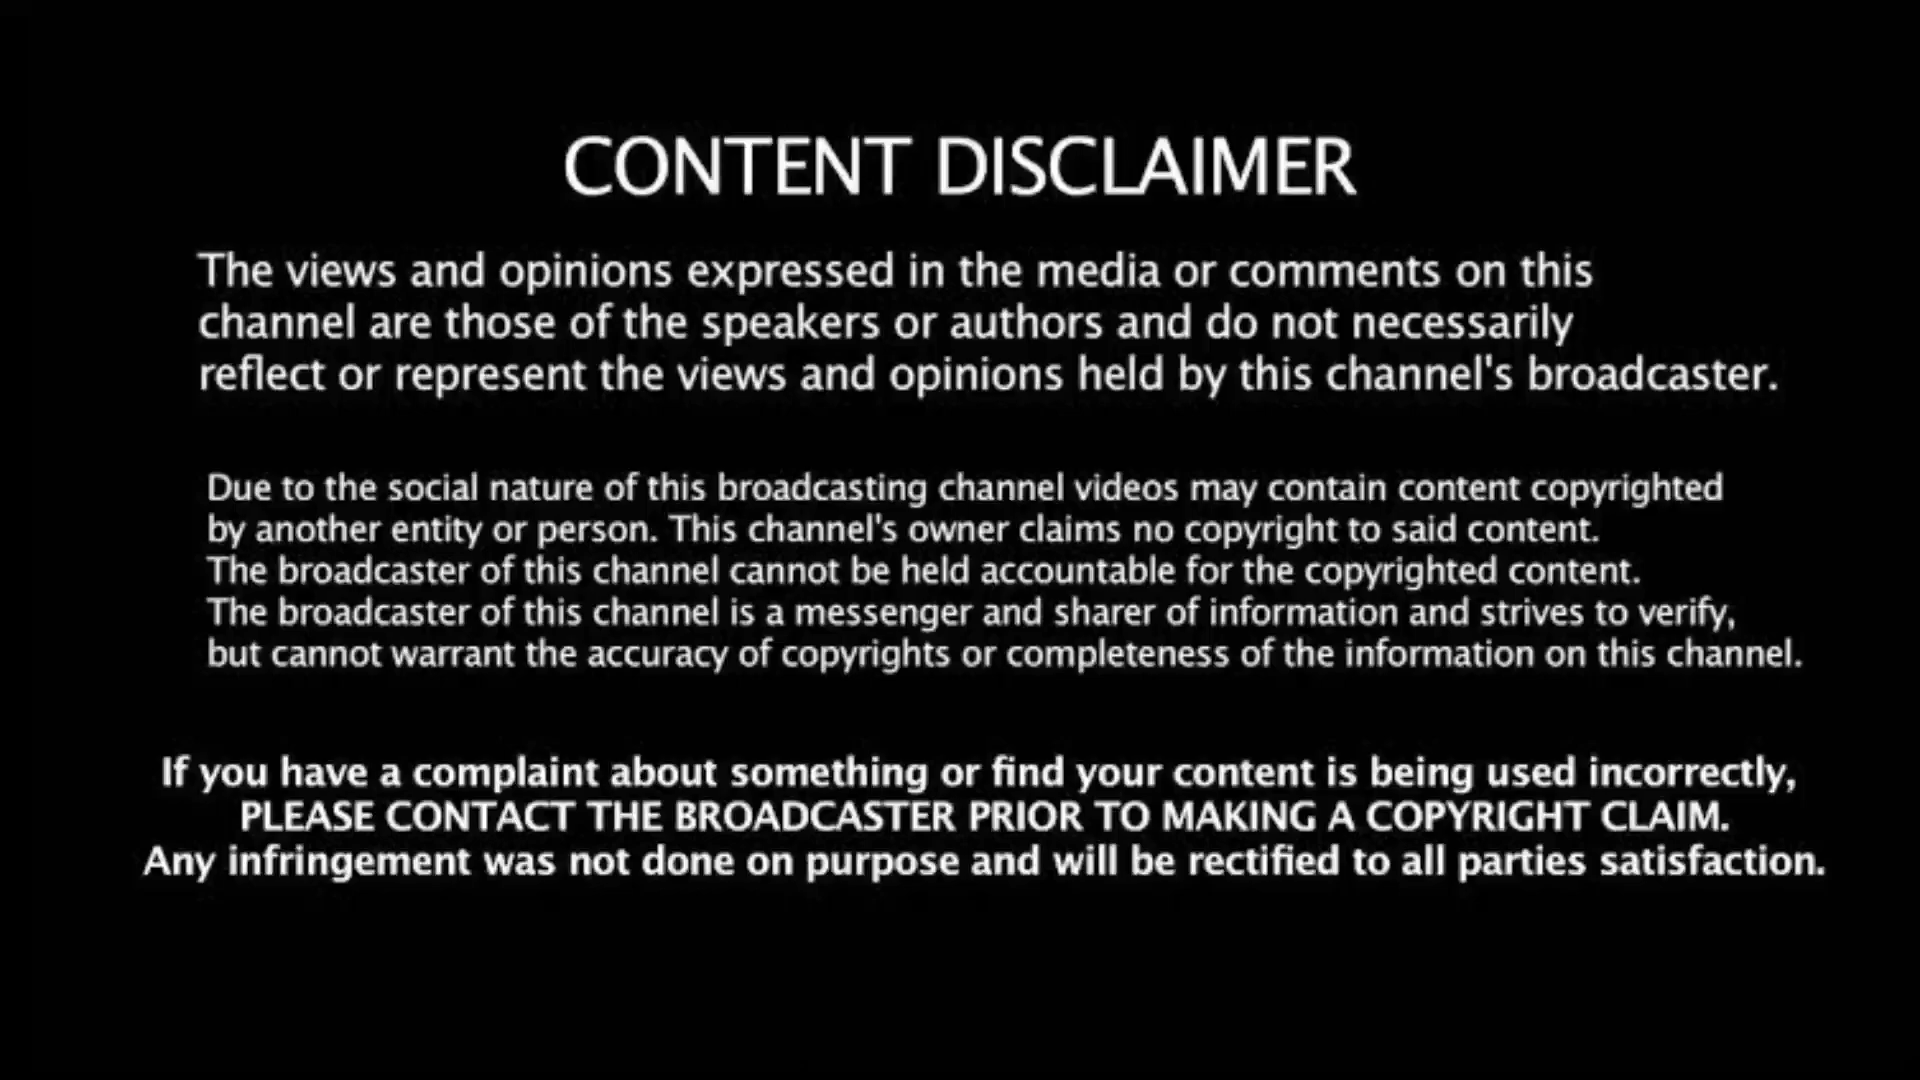 CONTENT DISCLAIMER
The views and opinions expressed in the media or comments on this
channel are those of the speakers or authors and do not necessarily
reflect or represent the views and opinions held by this channel's broadcaster.
Due to the social nature of this broadcasting channel videos may contain content copyrighted
by another entity or person. This channel's owner claims no copyright to said content.
The broadcaster of this channel cannot be held accountable for the copyrighted content.
The broadcaster of this channel is a messenger and sharer of information and strives to verify,
but cannot warrant the accuracy of copyrights or completeness of the information on this channel.
If you have a complaint about something or find your content is being used incorrectly,
PLEASE CONTACT THE BROADCASTER PRIOR TO MAKING A COPYRIGHT CLAIM.
Any infringement was not done on purpose and will be rectified to all parties satisfaction.